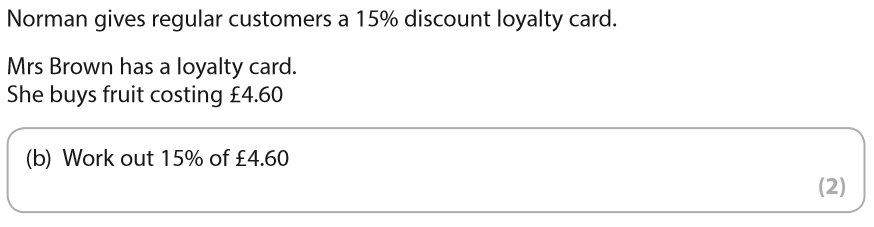 Norman gives regular customers a 15% discount loyalty card.
Mrs Brown has a loyalty card.
She buys fruit costing £4.60
(b) Work out 15% of £4.60
(2)